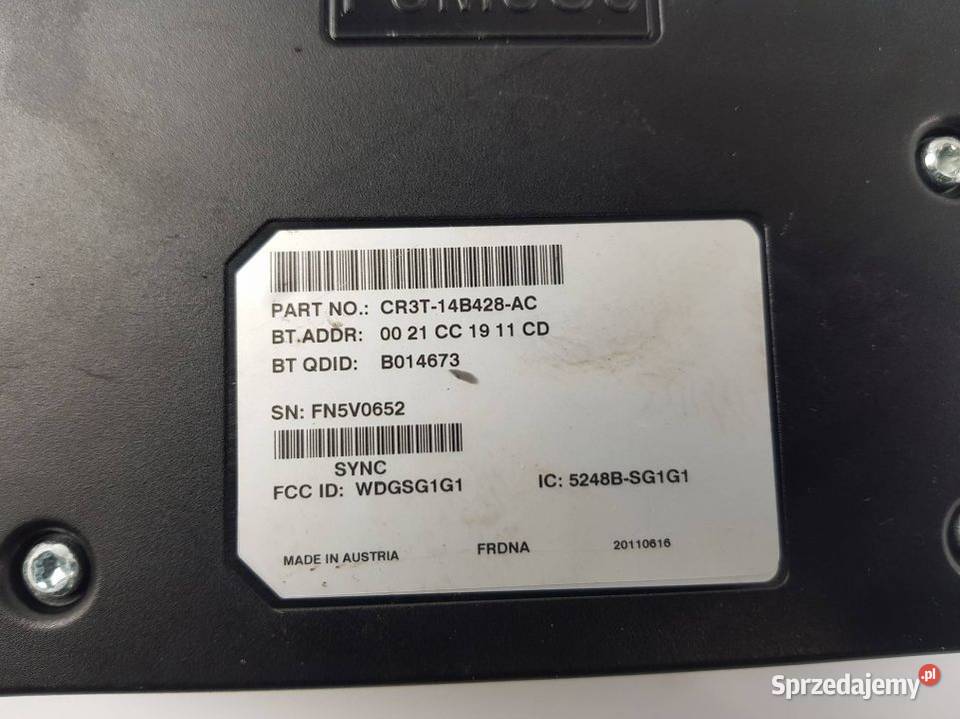 PART NO.: CR3T-14B428-AC
BT.ADDR: 00 21 CC 19 11 CD
BT QDID: B014673
SN: FN5V0652
SYNC
FCC ID: WDGSG1G1 IC: 5248B-SG1G1
MADE IN AUSTRIA FRDNA 20110616
Sprzedajemy.pl